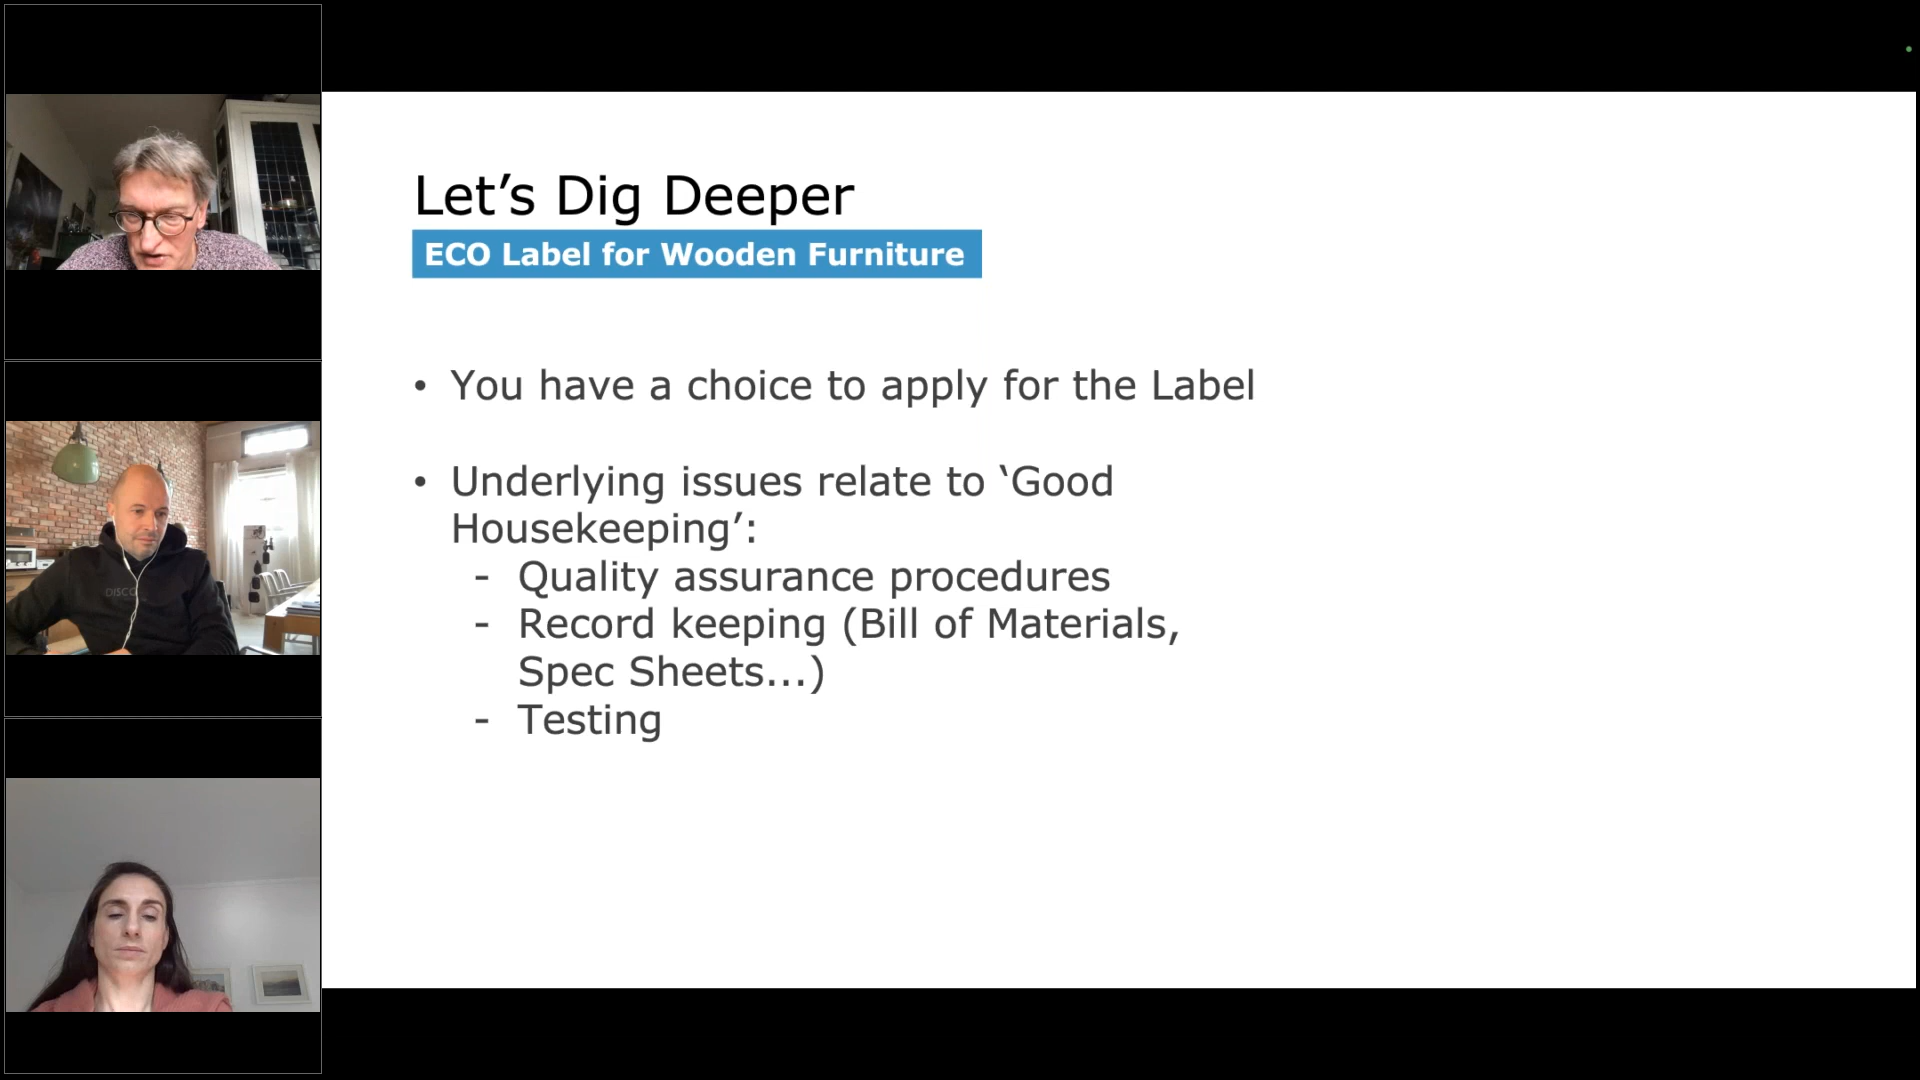 Let’s Dig Deeper
ECO Label for Wooden Furniture
• You have a choice to apply for the Label
• Underlying issues relate to ‘Good
Housekeeping’:
- Quality assurance procedures
- Record keeping (Bill of Materials,
Spec Sheets...)
- Testing